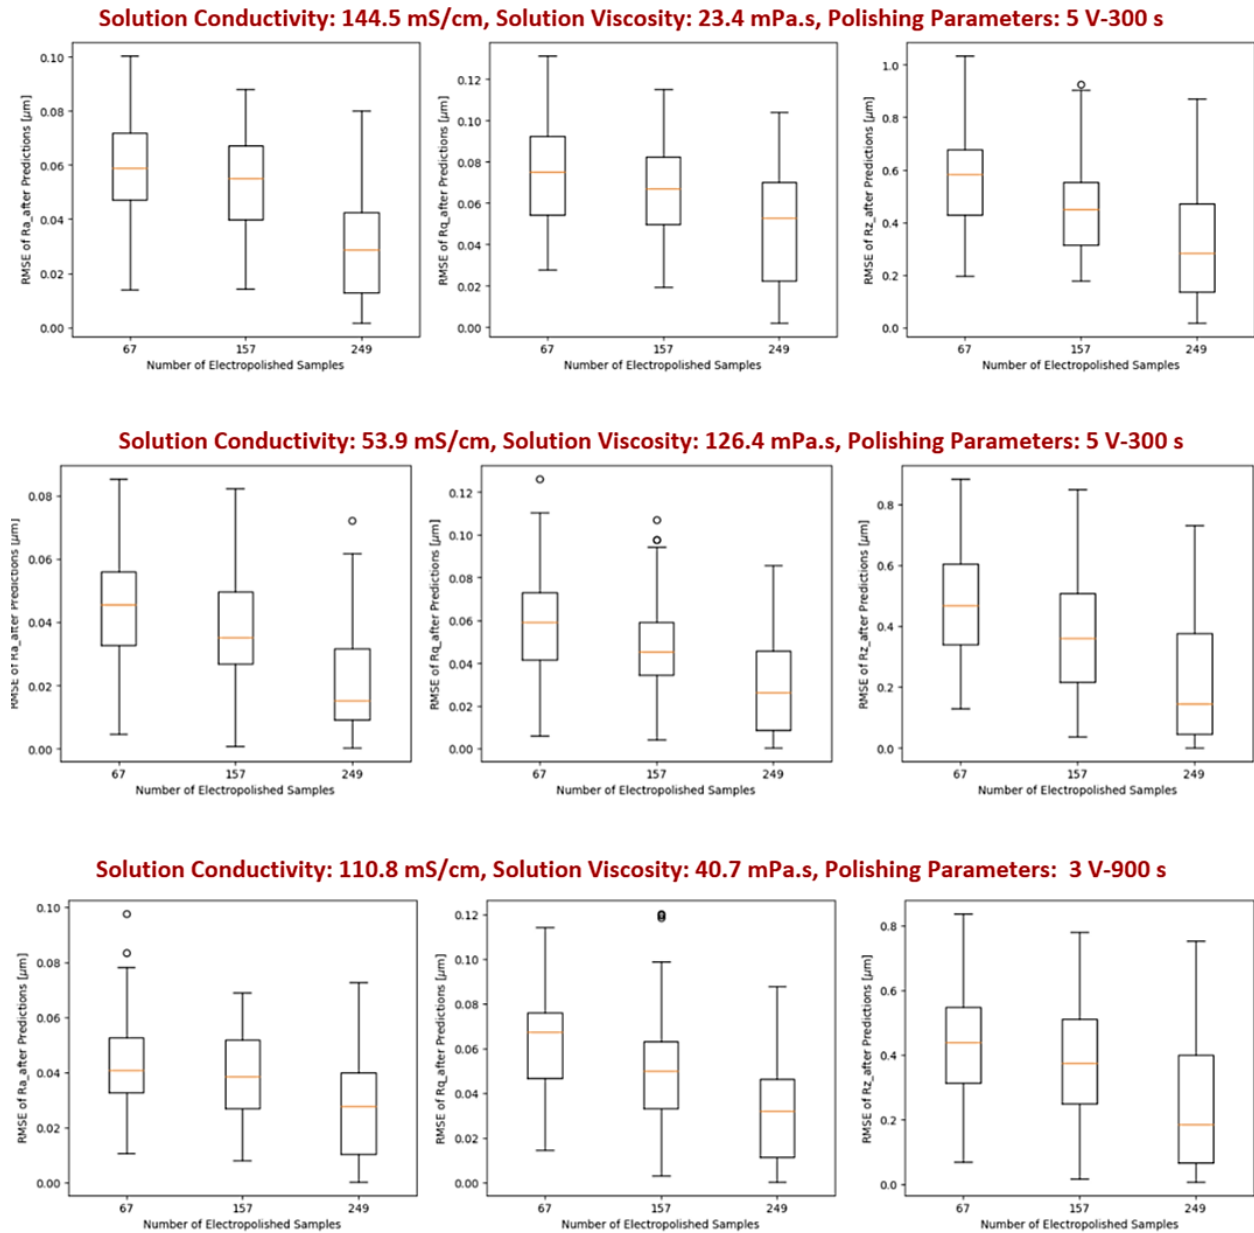 Solution Conductivity: 144.5 mS/cm, Solution Viscosity: 23.4 mPa.s, Polishing Parameters: 5 V-300 s
RMSE of Ra_after Predictions [μm]
0.10
0.08
0.06
0.04
0.02
0.00
67 157 249
Number of Electropolished Samples
RMSE of Rq_after Predictions [μm]
0.12
0.10
0.08
0.06
0.04
0.02
0.00
67 157 249
Number of Electropolished Samples
RMSE of Rz_after Predictions [μm]
1.0
0.8
0.6
0.4
0.2
0.0
67 157 249
Number of Electropolished Samples
Solution Conductivity: 53.9 mS/cm, Solution Viscosity: 126.4 mPa.s, Polishing Parameters: 5 V-300 s
RMSE of Ra_after Predictions [μm]
0.08
0.06
0.04
0.02
0.00
67 157 249
Number of Electropolished Samples
RMSE of Rq_after Predictions [μm]
0.12
0.10
0.08
0.06
0.04
0.02
0.00
67 157 249
Number of Electropolished Samples
RMSE of Rz_after Predictions [μm]
0.8
0.6
0.4
0.2
0.0
67 157 249
Number of Electropolished Samples
Solution Conductivity: 110.8 mS/cm, Solution Viscosity: 40.7 mPa.s, Polishing Parameters: 3 V-900 s
RMSE of Ra_after Predictions [μm]
0.10
0.08
0.06
0.04
0.02
0.00
67 157 249
Number of Electropolished Samples
RMSE of Rq_after Predictions [μm]
0.12
0.10
0.08
0.06
0.04
0.02
0.00
67 157 249
Number of Electropolished Samples
RMSE of Rz_after Predictions [μm]
0.8
0.6
0.4
0.2
0.0
67 157 249
Number of Electropolished Samples